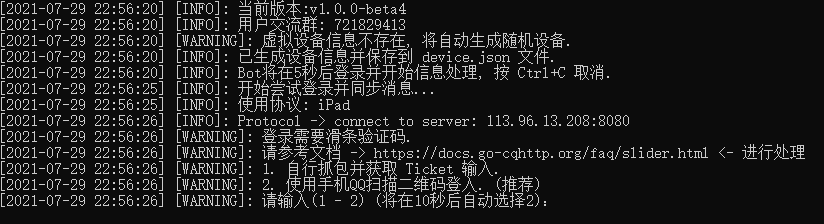 [2021-07-29 22:56:20] [INFO]: 当前版本:v1.0.0-beta4
[2021-07-29 22:56:20] [INFO]: 用户交流群: 721829413
[2021-07-29 22:56:20] [WARNING]: 虚拟设备信息不存在, 将自动生成随机设备.
[2021-07-29 22:56:20] [INFO]: 已生成设备信息并保存到 device.json 文件.
[2021-07-29 22:56:20] [INFO]: Bot将在5秒后登录并开始信息处理, 按 Ctrl+C 取消.
[2021-07-29 22:56:25] [INFO]: 开始尝试登录并同步消息...
[2021-07-29 22:56:25] [INFO]: 使用协议: iPad
[2021-07-29 22:56:26] [INFO]: Protocol -> connect to server: 113.96.13.208:8080
[2021-07-29 22:56:26] [WARNING]: 登录需要滑条验证码.
[2021-07-29 22:56:26] [WARNING]: 请参考文档 -> https://docs.go-cqhttp.org/faq/slider.html <- 进行处理
[2021-07-29 22:56:26] [WARNING]: 1. 自行抓包并获取 Ticket 输入.
[2021-07-29 22:56:26] [WARNING]: 2. 使用手机QQ扫描二维码登入. (推荐)
[2021-07-29 22:56:26] [WARNING]: 请输入(1 - 2) (将在10秒后自动选择2):